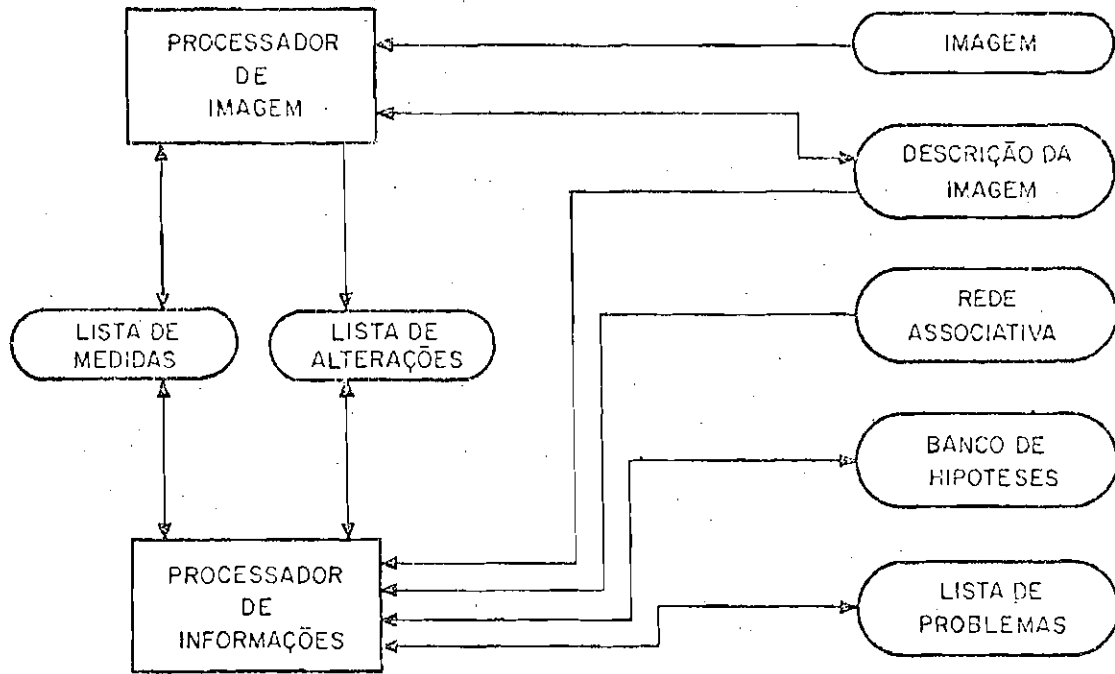 PROCESSADOR
DE
IMAGEM
IMAGEM
DESCRIÇÃO DA
IMAGEM
LISTA DE
MEDIDAS
LISTA DE
ALTERAÇÕES
REDE
ASSOCIATIVA
BANCO DE
HIPOTESES
PROCESSADOR
DE
INFORMAÇÕES
LISTA DE
PROBLEMAS